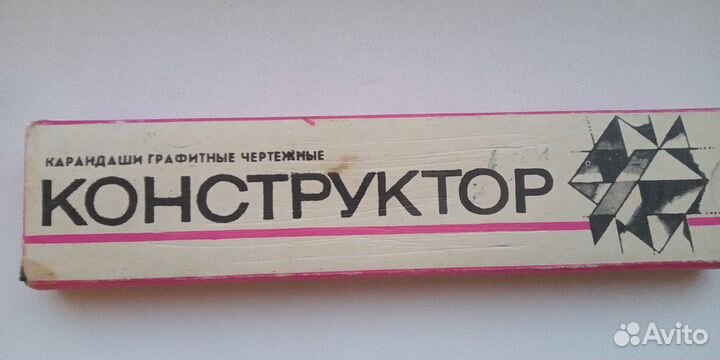 КАРАНДАШИ ГРАФИТНЫЕ ЧЕРТЕЖНЫЕ
КОНСТРУКТОР
Avito